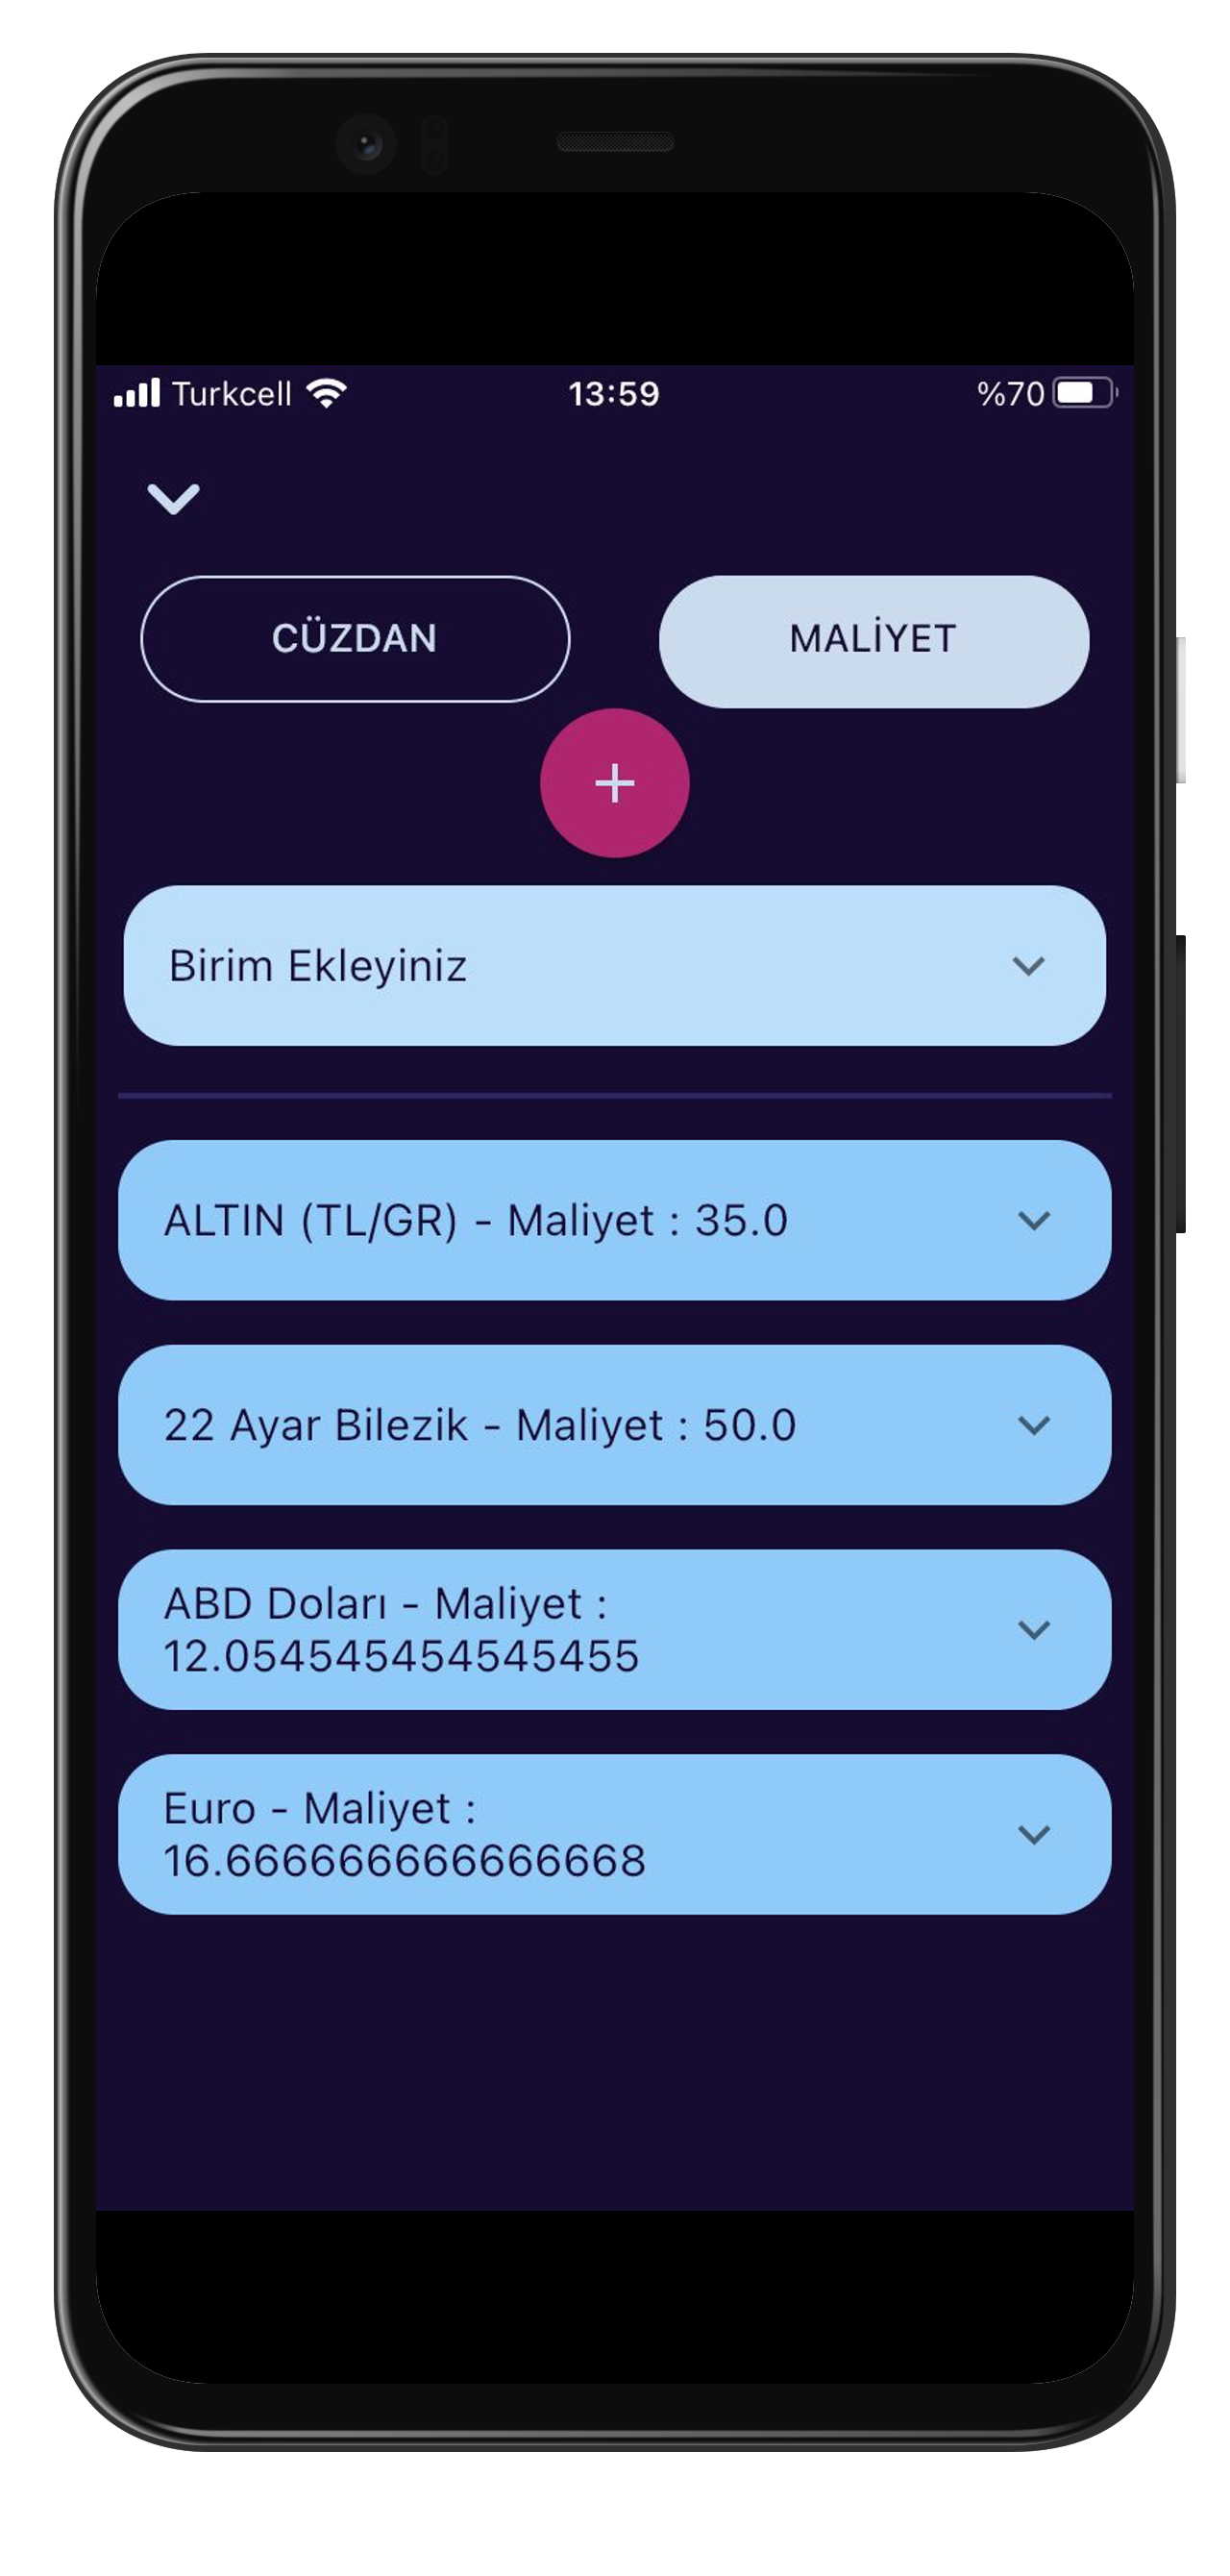 Turkcell 13:59 %70
CÜZDAN MALİYET
+
Birim Ekleyiniz
ALTIN (TL/GR) - Maliyet : 35.0
22 Ayar Bilezik - Maliyet : 50.0
ABD Doları - Maliyet :
12.054545454545455
Euro - Maliyet :
16.666666666666668